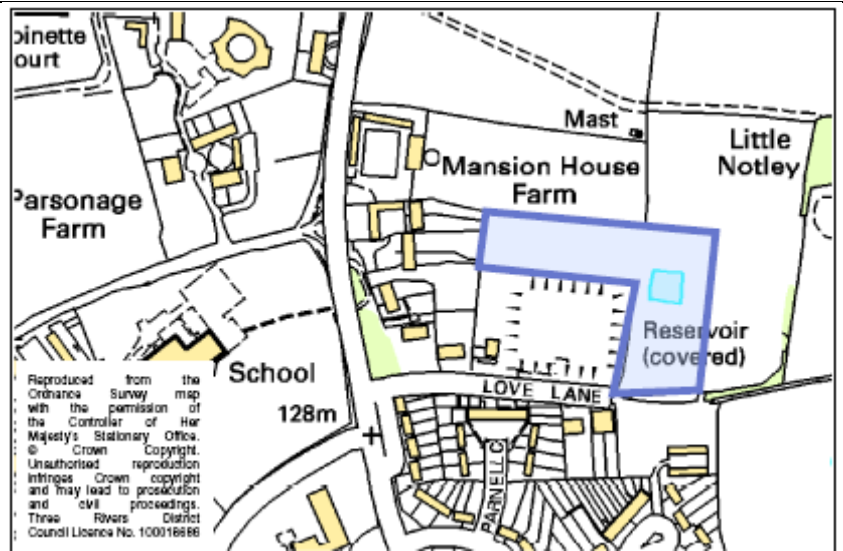 oinette
ourt
Mast
Little
Notley
Mansion House
Farm
Parsonage
Farm
Reservoir
(covered)
School
128m
LOVE LANE
PARNELL C
Reproduced from the
Ordnance Survey map
with the permission of
the Controller of Her
Majesty's Stationary Office.
© Crown Copyright.
Unauthorised reproduction
infringes Crown copyright
and may lead to prosecution
and civil proceedings.
Three Rivers District
Council Licence No. 100018686